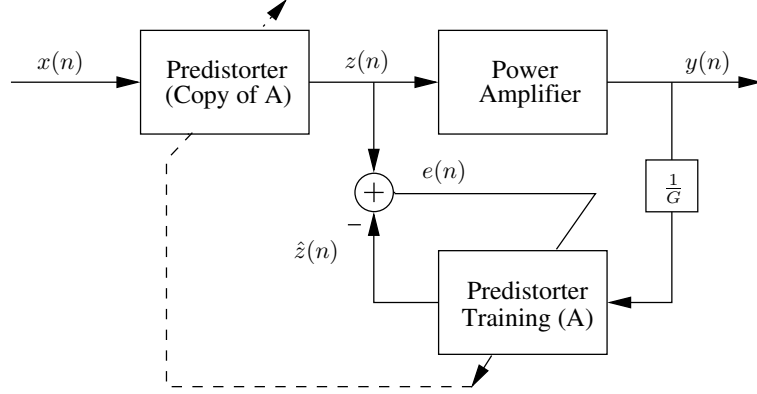 x(n)
Predistorter
(Copy of A)
z(n)
Power
Amplifier
y(n)
1/G
+
e(n)
−
ẑ(n)
Predistorter
Training (A)